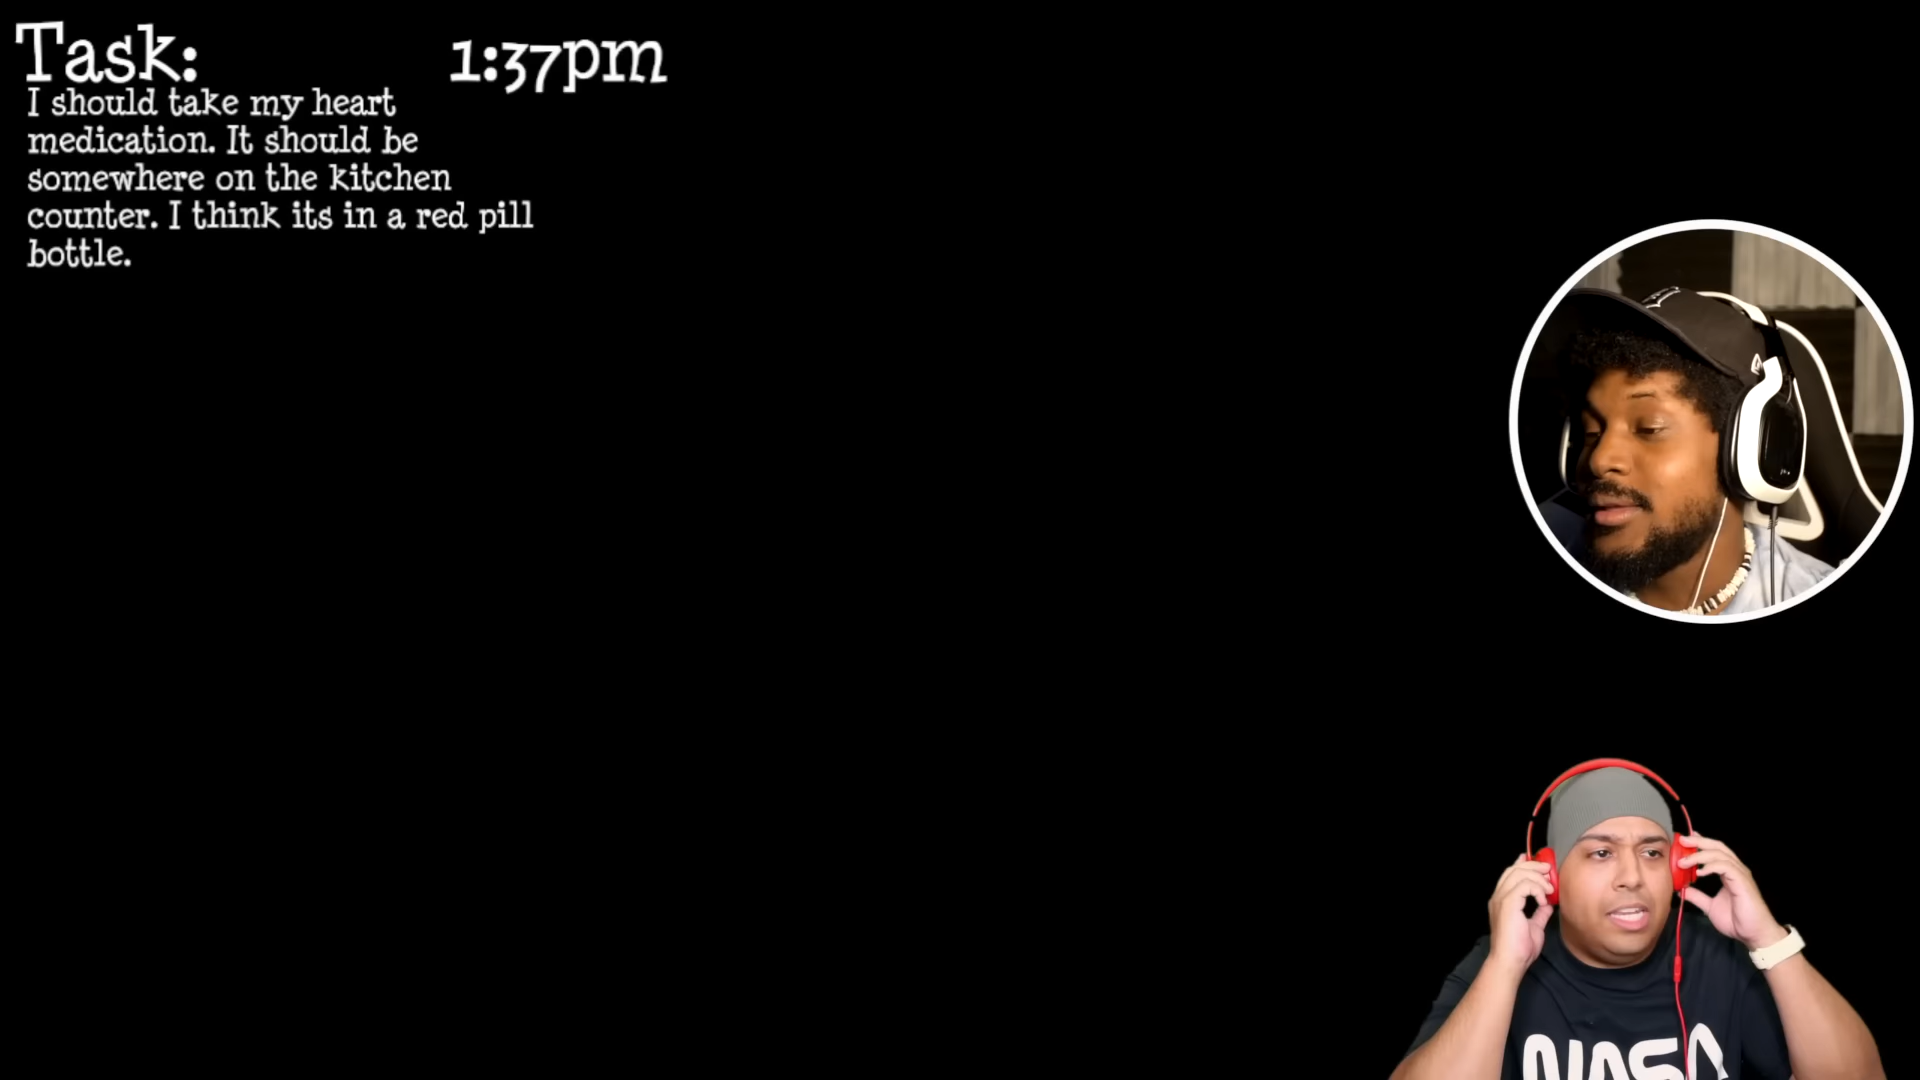 Task:
1:37pm
I should take my heart
medication. It should be
somewhere on the kitchen
counter. I think its in a red pill
bottle.
NASA